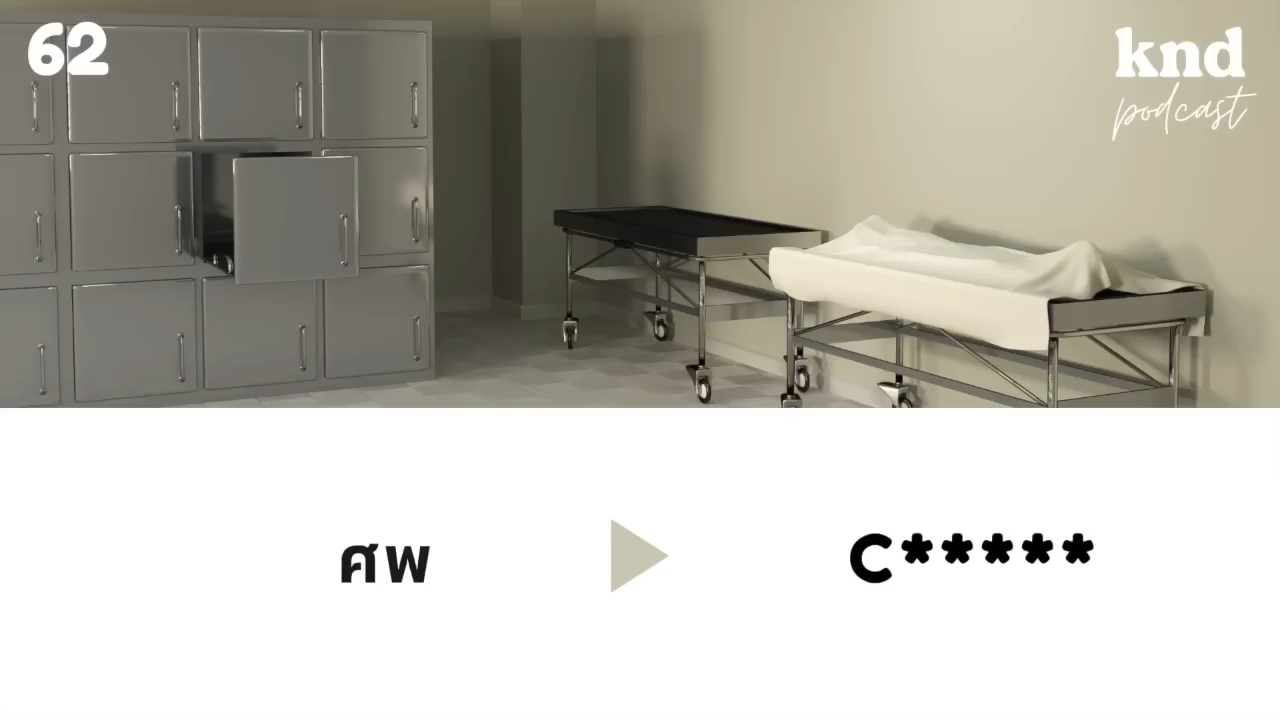 62
knd
podcast
ศพ
C*****